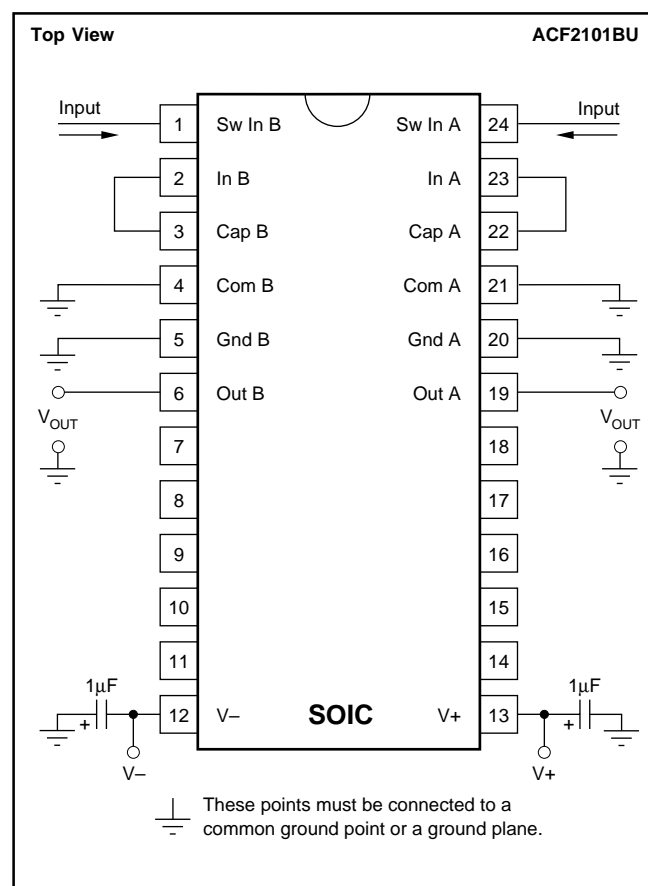 Top View ACF2101BU
Input Input
1 Sw In B Sw In A 24
2 In B In A 23
3 Cap B Cap A 22
4 Com B Com A 21
5 Gnd B Gnd A 20
6 Out B Out A 19
VOUT VOUT
7 18
8 17
9 16
10 15
11 14
1µF 1µF
+ 12 V– SOIC V+ 13 +
V– V+
These points must be connected to a
common ground point or a ground plane.